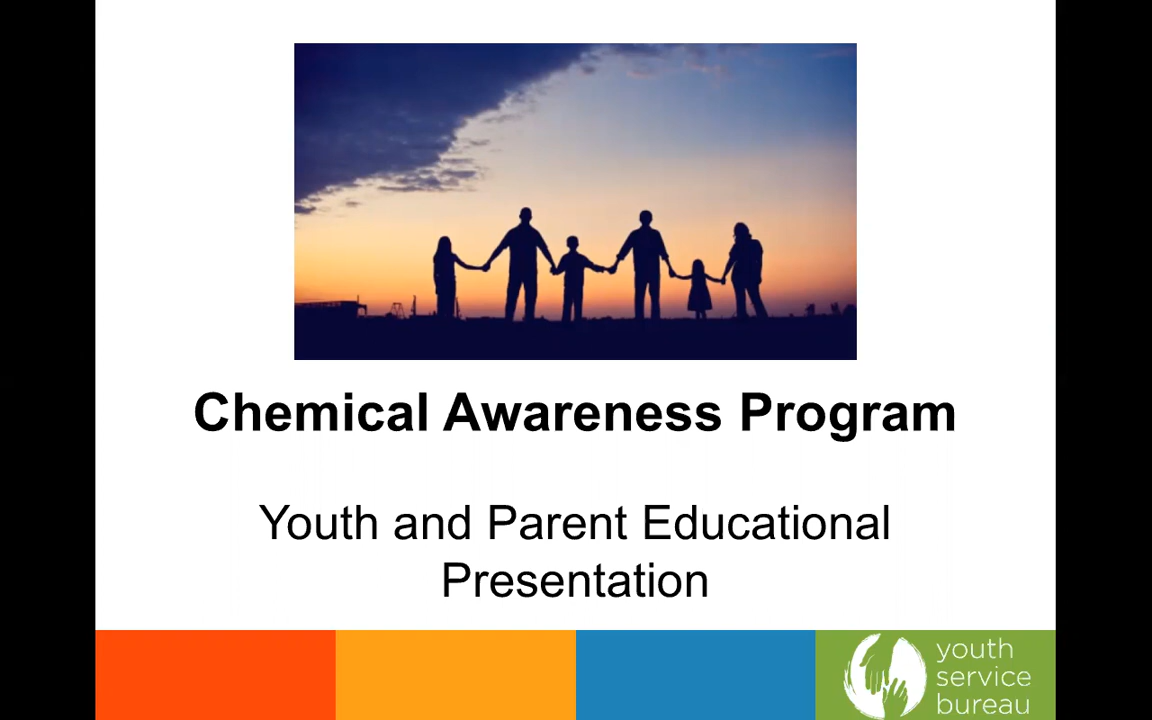 Chemical Awareness Program
Youth and Parent Educational
Presentation
youth
service
bureau